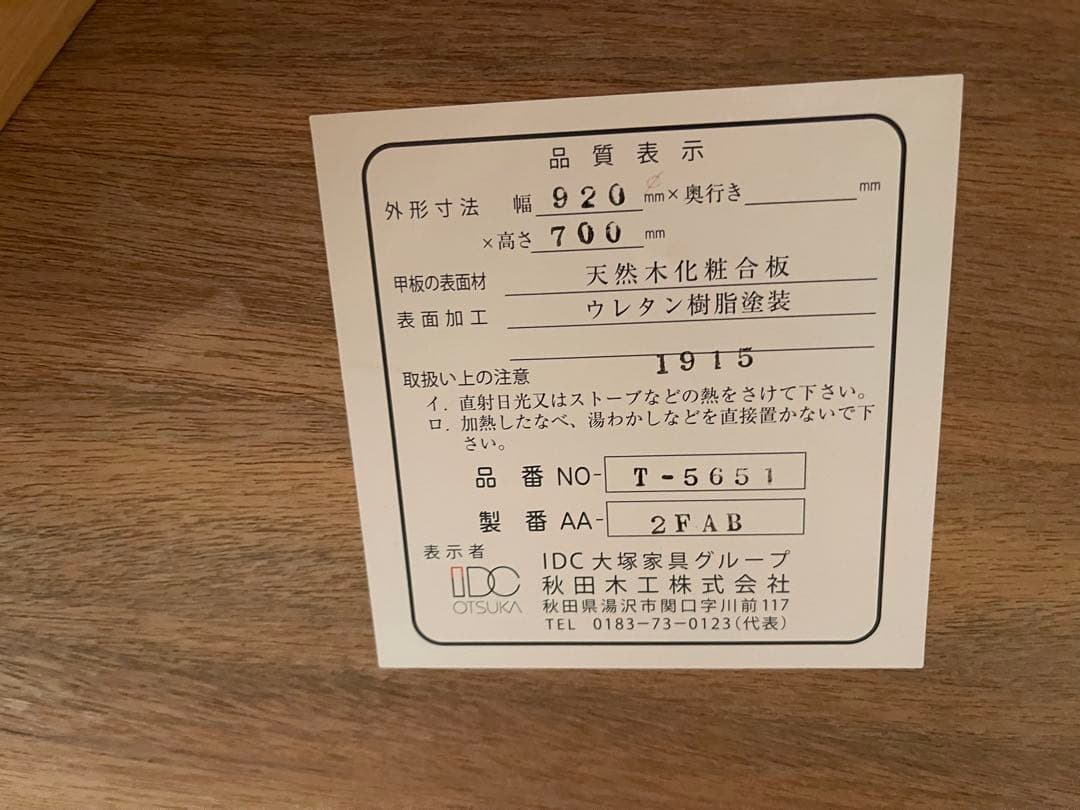 品質表示
外形寸法 幅 920 mmφ×奥行き mm
×高さ 700 mm
甲板の表面材 天然木化粧合板
表面加工 ウレタン樹脂塗装
1915
取扱い上の注意
イ. 直射日光又はストーブなどの熱をさけて下さい。
ロ. 加熱したなべ、湯わかしなどを直接置かないで下
さい。
品番 NO- T-5651
製番 AA- 2FAB
表示者
IDC
OTSUKA
IDC大塚家具グループ
秋田木工株式会社
秋田県湯沢市関口字川前117
TEL 0183-73-0123(代表)